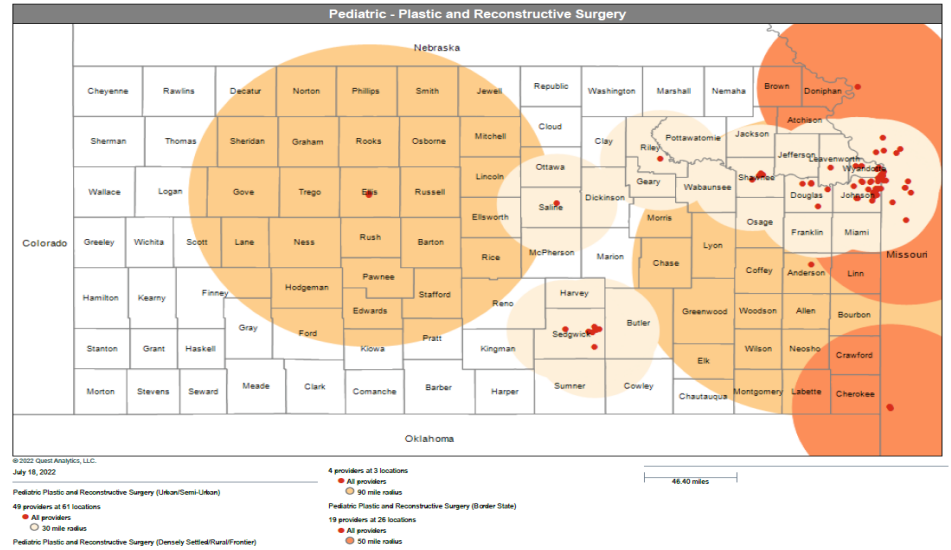 Pediatric - Plastic and Reconstructive Surgery
Nebraska
Cheyenne Rawlins Decatur Norton Phillips Smith Jewell Republic Washington Marshall Nemaha Brown Doniphan
Atchison
Sherman Thomas Sheridan Graham Rooks Osborne Mitchell Cloud Clay Riley Pottawatomie Jackson Jefferson Leavenworth
Wyandotte
Wallace Logan Gove Trego Ellis Russell Lincoln Ottawa Saline Dickinson Geary Wabaunsee Shawnee Douglas Johnson
Ellsworth Morris Osage Franklin Miami
Colorado Greeley Wichita Scott Lane Ness Rush Barton Rice McPherson Marion Chase Lyon Coffey Anderson Linn Missouri
Hamilton Kearny Finney Hodgeman Pawnee Edwards Stafford Reno Harvey Butler Greenwood Woodson Allen Bourbon
Stanton Grant Haskell Gray Ford Kiowa Pratt Kingman Sedgwick Elk Wilson Neosho Crawford
Morton Stevens Seward Meade Clark Comanche Barber Harper Sumner Cowley Chautauqua Montgomery Labette Cherokee
Oklahoma
© 2022 Quest Analytics, LLC.
July 18, 2022
Pediatric Plastic and Reconstructive Surgery (Urban/Semi-Urban)
49 providers at 61 locations
All providers
30 mile radius
Pediatric Plastic and Reconstructive Surgery (Densely Settled/Rural/Frontier)
4 providers at 3 locations
All providers
90 mile radius
Pediatric Plastic and Reconstructive Surgery (Border State)
19 providers at 26 locations
All providers
50 mile radius
46.40 miles